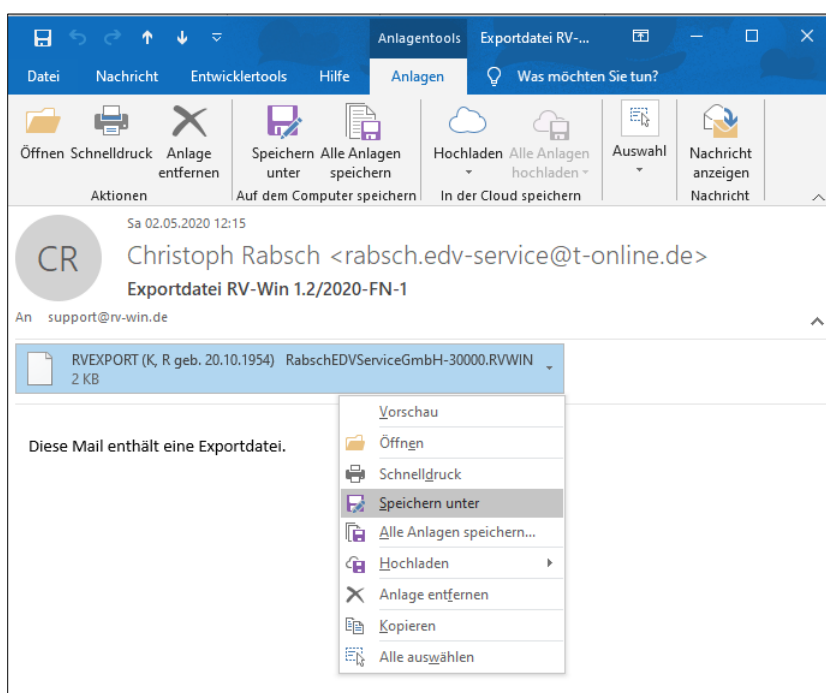 Anlagentools Exportdatei RV-...
Datei Nachricht Entwicklertools Hilfe Anlagen Was möchten Sie tun?
Öffnen Schnelldruck Anlage entfernen Speichern unter Alle Anlagen speichern Hochladen Alle Anlagen hochladen Auswahl Nachricht anzeigen
Aktionen Auf dem Computer speichern In der Cloud speichern Nachricht
Sa 02.05.2020 12:15
CR
Christoph Rabsch <rabsch.edv-service@t-online.de>
Exportdatei RV-Win 1.2/2020-FN-1
An support@rv-win.de
RVEXPORT (K, R geb. 20.10.1954) RabschEDVServiceGmbH-30000.RVWIN
2 KB
Diese Mail enthält eine Exportdatei.
Vorschau
Öffnen
Schnelldruck
Speichern unter
Alle Anlagen speichern...
Hochladen
Anlage entfernen
Kopieren
Alle auswählen